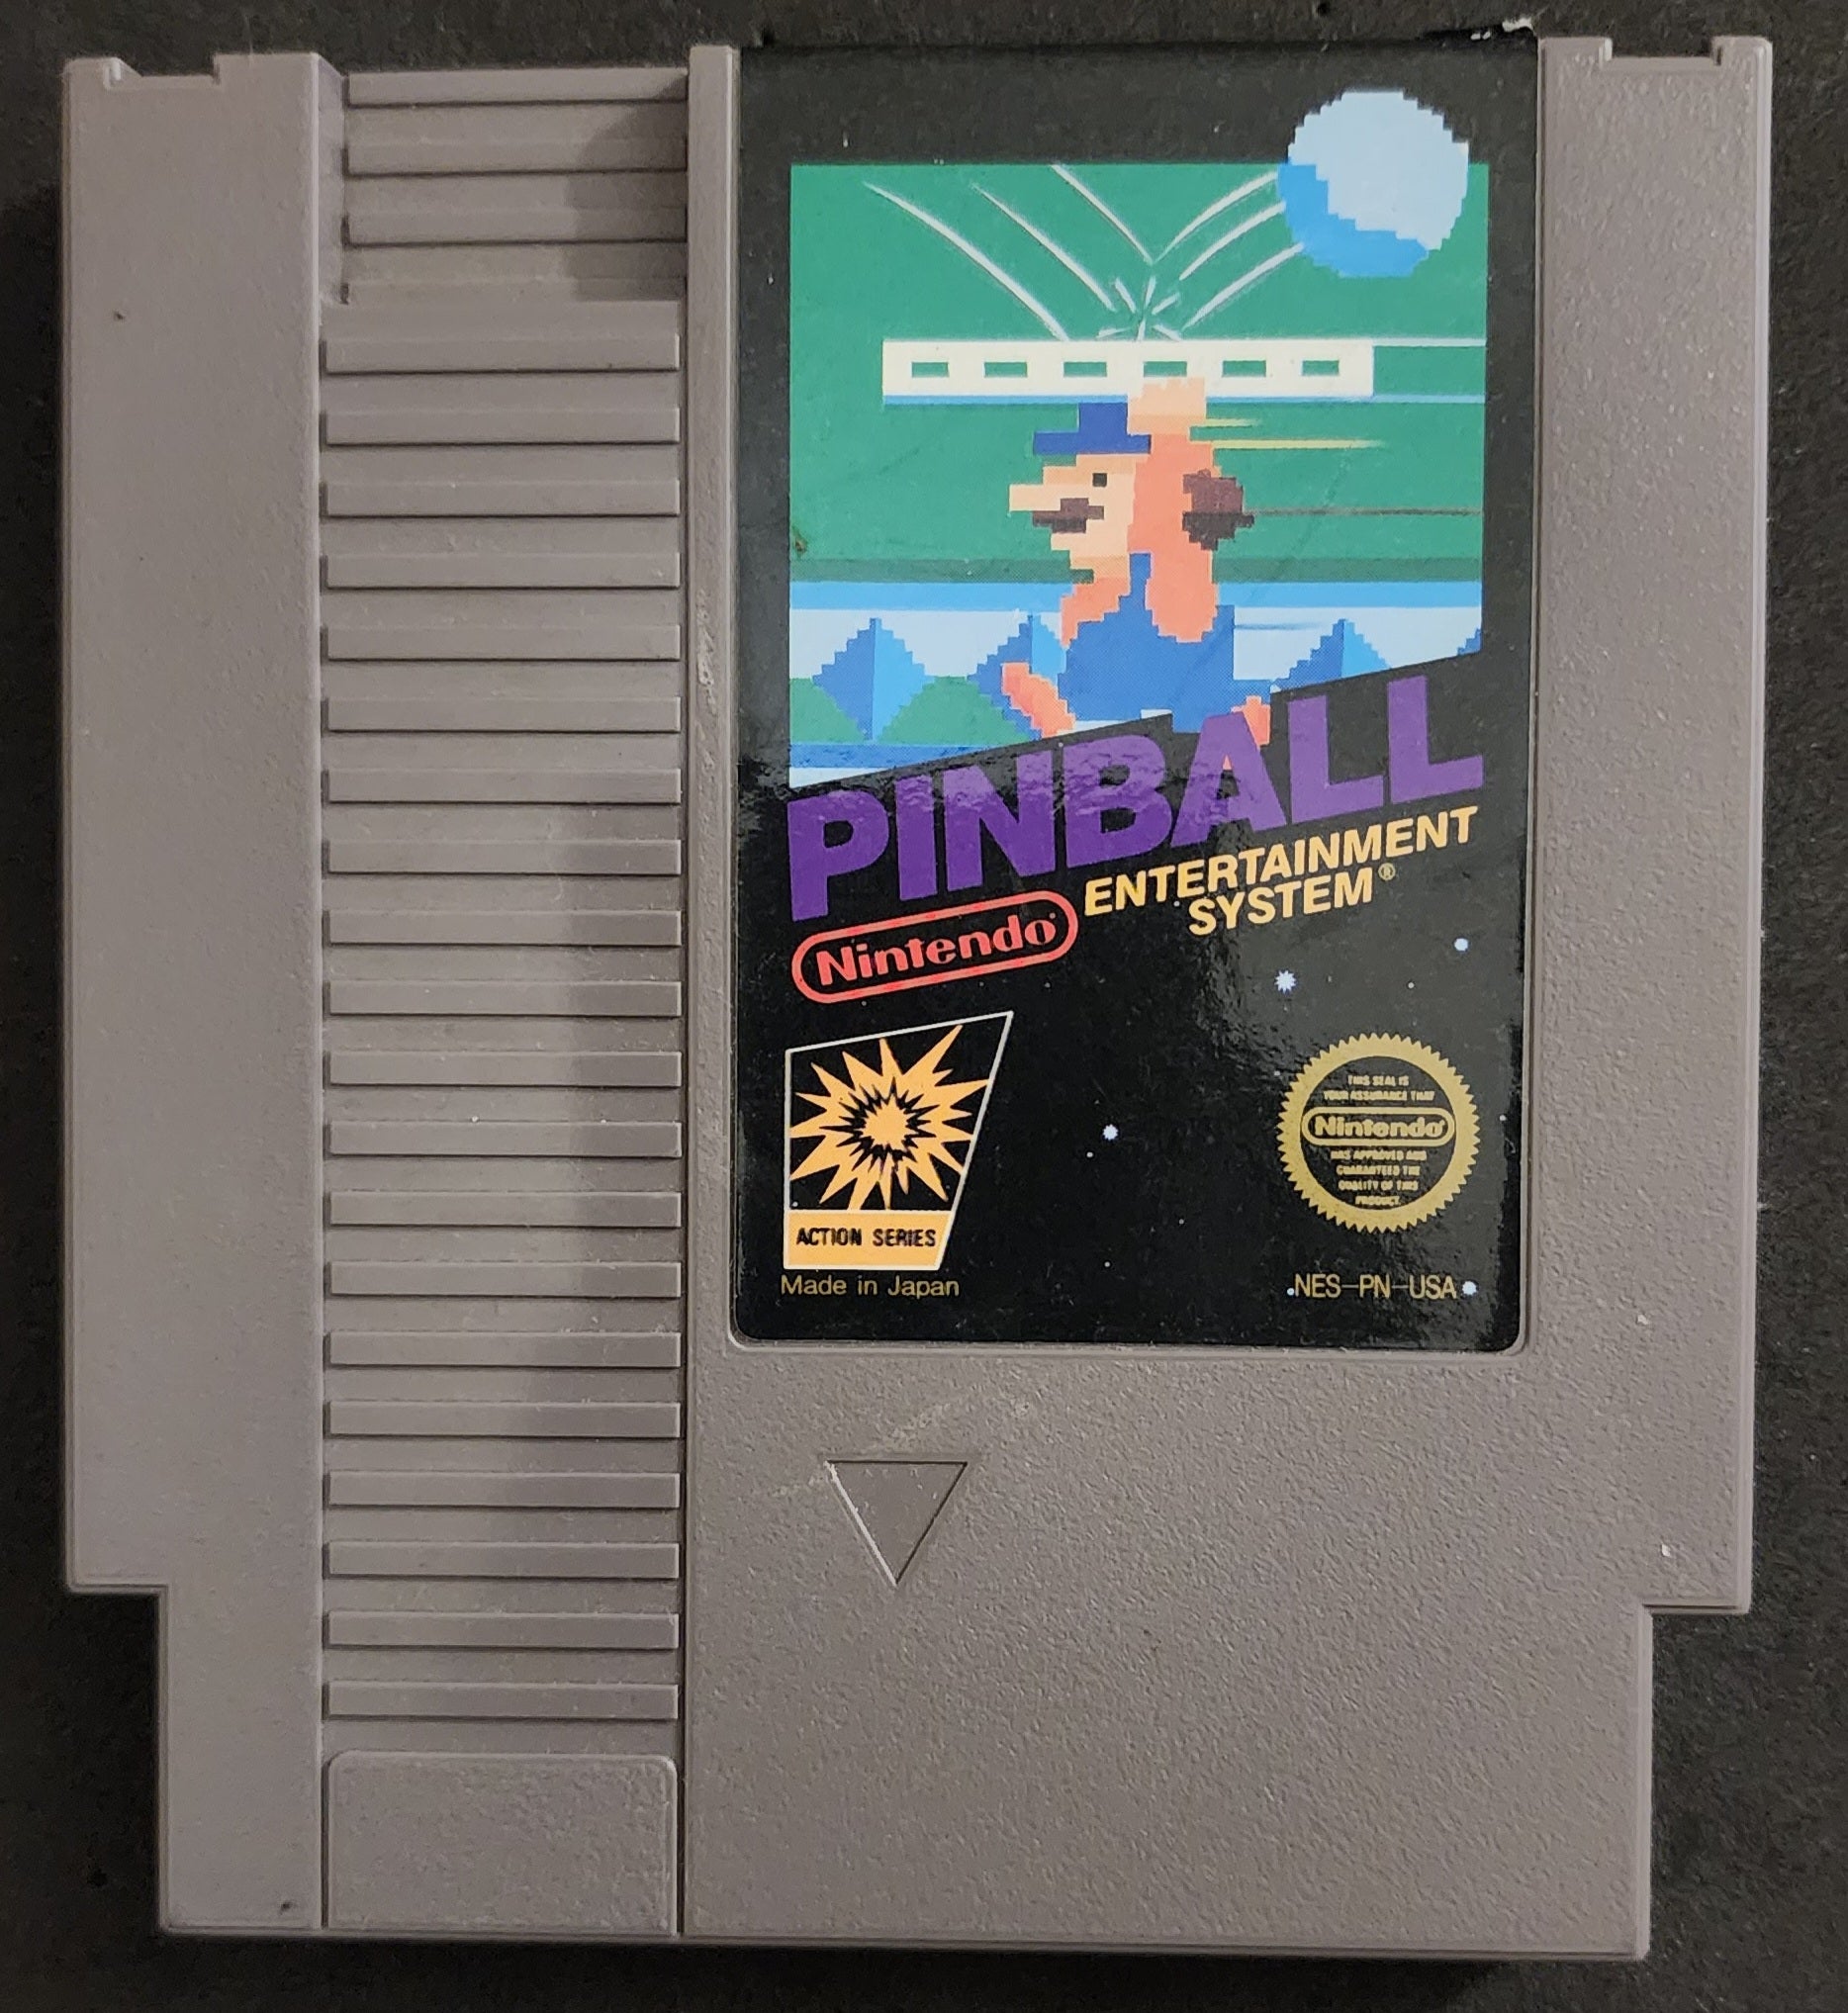 PINBALL
Nintendo®
ENTERTAINMENT
SYSTEM®
ACTION SERIES
THIS SEAL IS
YOUR ASSURANCE THAT
Nintendo®
HAS APPROVED AND
GUARANTEED THE
QUALITY OF THIS
PRODUCT.
Made in Japan
NES-PN-USA